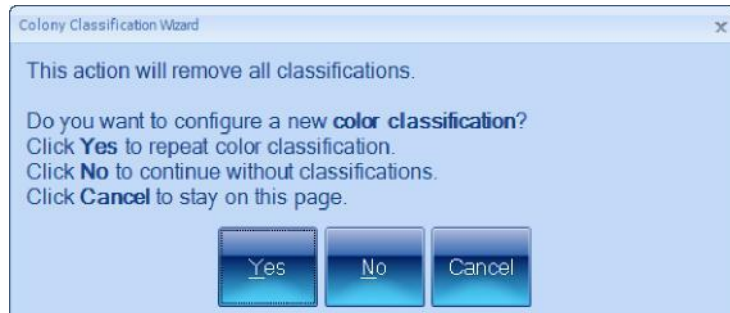 Colony Classification Wizard
This action will remove all classifications.
Do you want to configure a new color classification?
Click Yes to repeat color classification.
Click No to continue without classifications.
Click Cancel to stay on this page.
Yes No Cancel